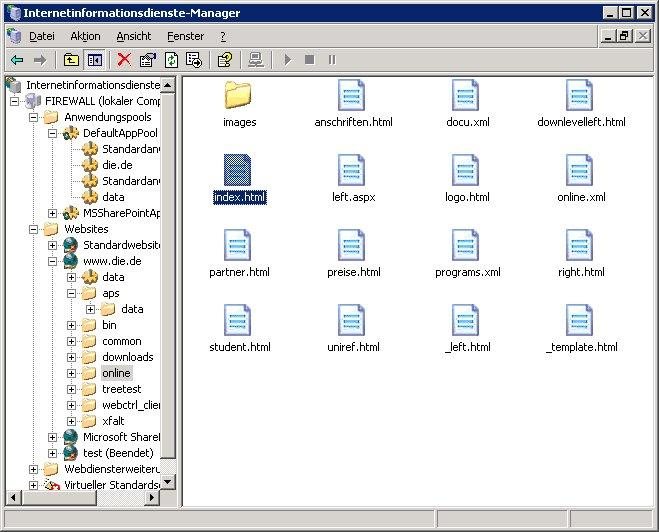 Internetinformationsdienste-Manager
Datei Aktion Ansicht Fenster ?
Internetinformationsdienste
FIREWALL (lokaler Comp
Anwendungspools
DefaultAppPool
Standardan
die.de
Standardan
data
MSSharePointAp
Websites
Standardwebsit
www.die.de
data
aps
data
bin
common
downloads
online
treetest
webctrl_clie
xfalt
Microsoft ShareP
test (Beendet)
Webdiensterweiteru
Virtueller Standards
images anschriften.html docu.xml downlevelleft.html
index.html left.aspx logo.html online.xml
partner.html preise.html programs.xml right.html
student.html uniref.html _left.html _template.html